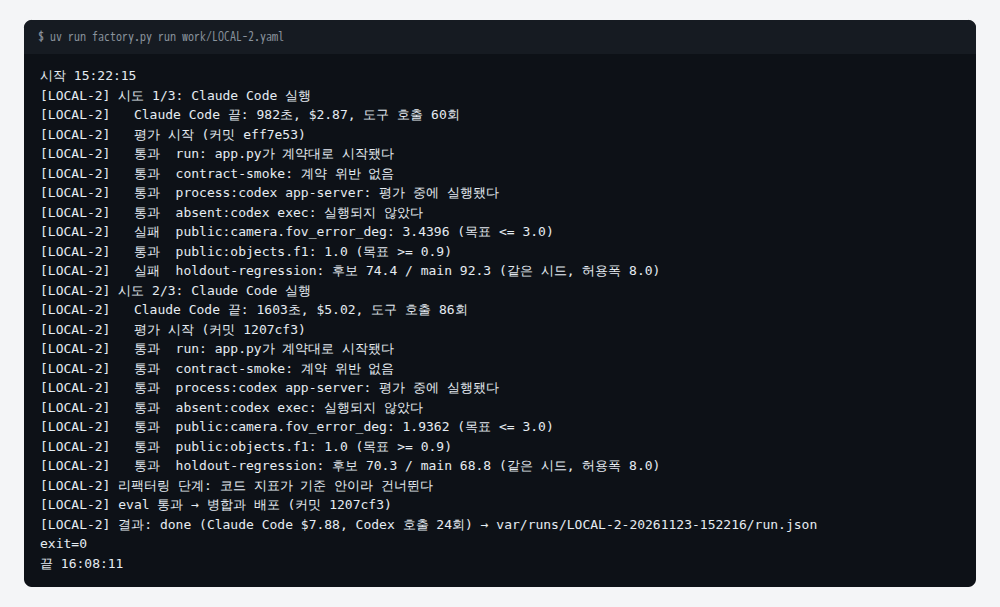 $ uv run factory.py run work/LOCAL-2.yaml
시작 15:22:15
[LOCAL-2] 시도 1/3: Claude Code 실행
[LOCAL-2]   Claude Code 끝: 982초, $2.87, 도구 호출 60회
[LOCAL-2]   평가 시작 (커밋 eff7e53)
[LOCAL-2]   통과  run: app.py가 계약대로 시작됐다
[LOCAL-2]   통과  contract-smoke: 계약 위반 없음
[LOCAL-2]   통과  process:codex app-server: 평가 중에 실행됐다
[LOCAL-2]   통과  absent:codex exec: 실행되지 않았다
[LOCAL-2]   실패  public:camera.fov_error_deg: 3.4396 (목표 <= 3.0)
[LOCAL-2]   통과  public:objects.f1: 1.0 (목표 >= 0.9)
[LOCAL-2]   실패  holdout-regression: 후보 74.4 / main 92.3 (같은 시드, 허용폭 8.0)
[LOCAL-2] 시도 2/3: Claude Code 실행
[LOCAL-2]   Claude Code 끝: 1603초, $5.02, 도구 호출 86회
[LOCAL-2]   평가 시작 (커밋 1207cf3)
[LOCAL-2]   통과  run: app.py가 계약대로 시작됐다
[LOCAL-2]   통과  contract-smoke: 계약 위반 없음
[LOCAL-2]   통과  process:codex app-server: 평가 중에 실행됐다
[LOCAL-2]   통과  absent:codex exec: 실행되지 않았다
[LOCAL-2]   통과  public:camera.fov_error_deg: 1.9362 (목표 <= 3.0)
[LOCAL-2]   통과  public:objects.f1: 1.0 (목표 >= 0.9)
[LOCAL-2]   통과  holdout-regression: 후보 70.3 / main 68.8 (같은 시드, 허용폭 8.0)
[LOCAL-2] 리팩터링 단계: 코드 지표가 기준 안이라 건너뛴다
[LOCAL-2] eval 통과 → 병합과 배포 (커밋 1207cf3)
[LOCAL-2] 결과: done (Claude Code $7.88, Codex 호출 24회) → var/runs/LOCAL-2-20261123-152216/run.json
exit=0
끝 16:08:11